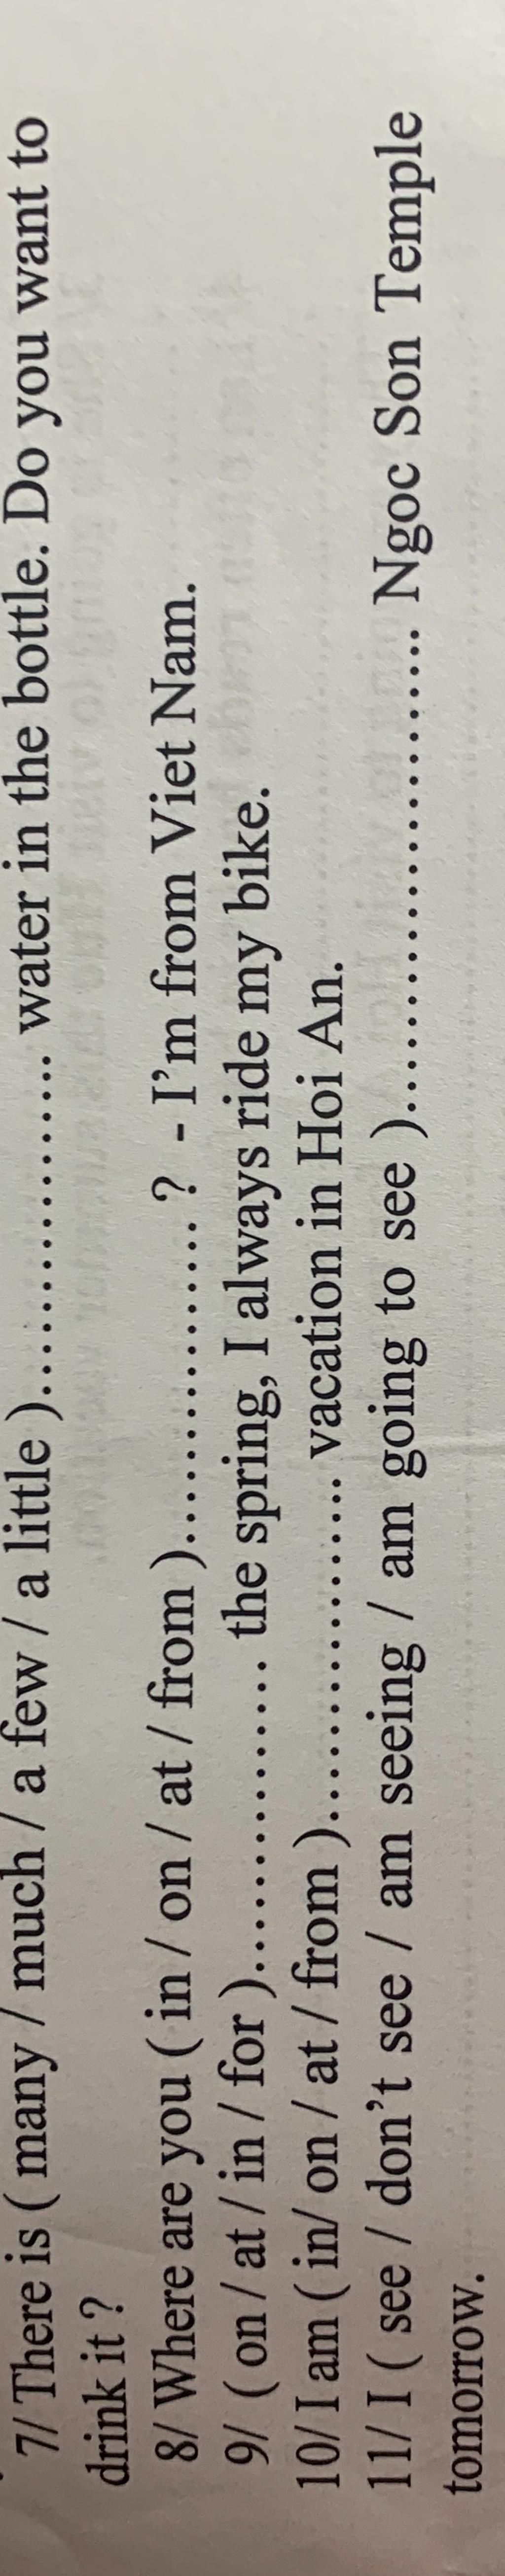 7/ There is ( many / much / a few / a little )..................... water in the bottle. Do you want to
drink it ?
8/ Where are you ( in / on / at / from )..................... ? - I'm from Viet Nam.
9/ ( on / at / in / for )..................... the spring, I always ride my bike.
10/ I am ( in/ on / at / from )..................... vacation in Hoi An.
11/ I ( see / don't see / am seeing / am going to see )................................ Ngoc Son Temple
tomorrow.